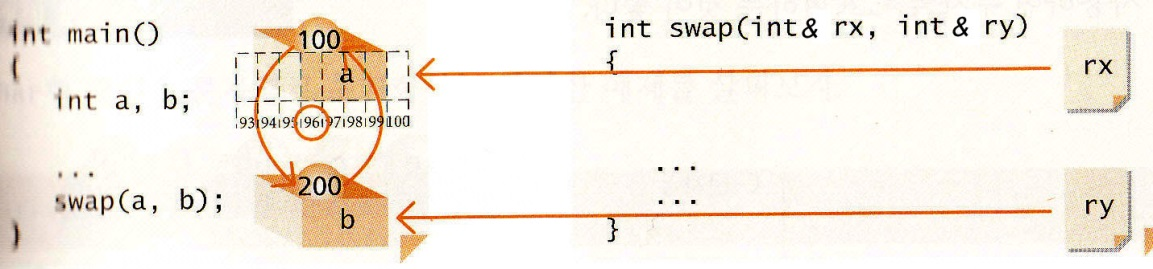 int main()
{
int a, b;
...
swap(a, b);
}
100
a
93 94 95 96 97 98 99 100
200
b
int swap(int& rx, int& ry)
{
...
...
}
rx
ry